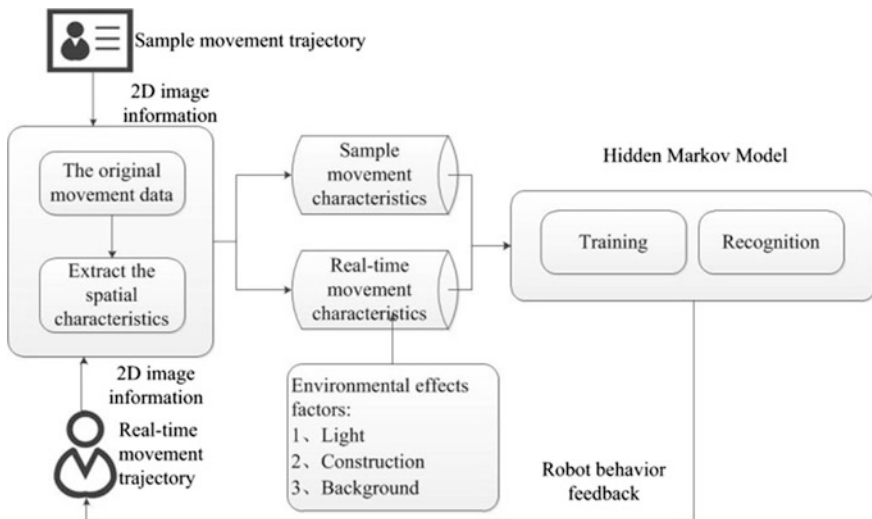 Sample movement trajectory
2D image
information
The original
movement data
Extract the
spatial
characteristics
Sample
movement
characteristics
Real-time
movement
characteristics
Hidden Markov Model
Training
Recognition
2D image
information
Real-time
movement
trajectory
Environmental effects
factors:
1、Light
2、Construction
3、Background
Robot behavior
feedback